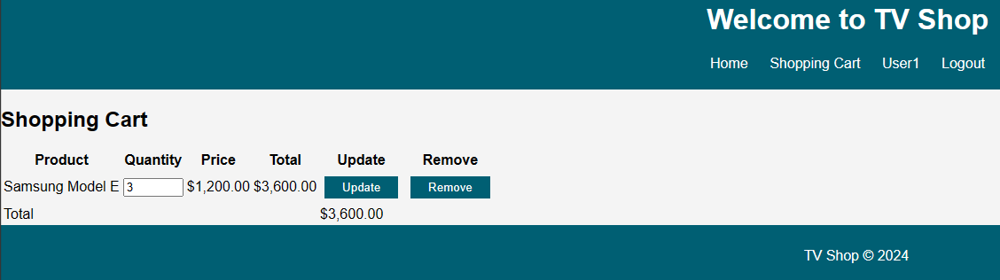 Welcome to TV Shop
Home Shopping Cart User1 Logout
Shopping Cart
Product Quantity Price Total Update Remove
Samsung Model E 3 $1,200.00 $3,600.00 Update Remove
Total $3,600.00
TV Shop © 2024